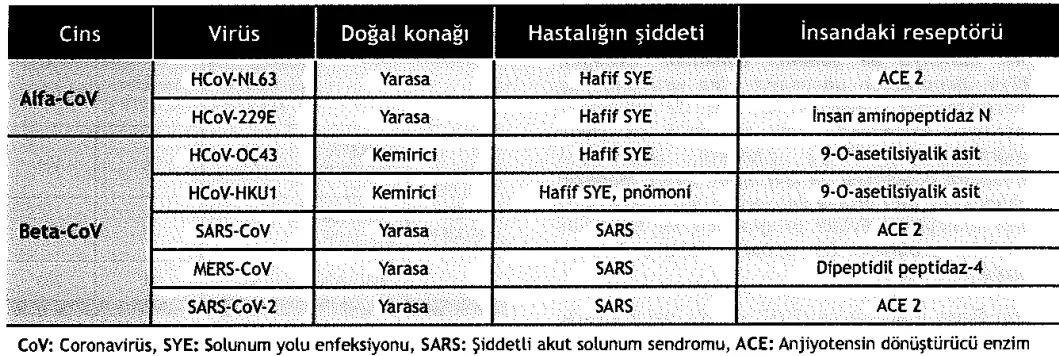 Cins Virüs Doğal konağı Hastalığın şiddeti İnsandaki reseptörü
Alfa-CoV
HCoV-NL63 Yarasa Hafif SYE ACE 2
HCoV-229E Yarasa Hafif SYE İnsan aminopeptidaz N
Beta-CoV
HCoV-OC43 Kemirici Hafif SYE 9-O-asetilsiyalik asit
HCoV-HKU1 Kemirici Hafif SYE, pnömoni 9-O-asetilsiyalik asit
SARS-CoV Yarasa SARS ACE 2
MERS-CoV Yarasa SARS Dipeptidil peptidaz-4
SARS-CoV-2 Yarasa SARS ACE 2
CoV: Coronavirüs, SYE: Solunum yolu enfeksiyonu, SARS: Şiddetli akut solunum sendromu, ACE: Anjiyotensin dönüştürücü enzim